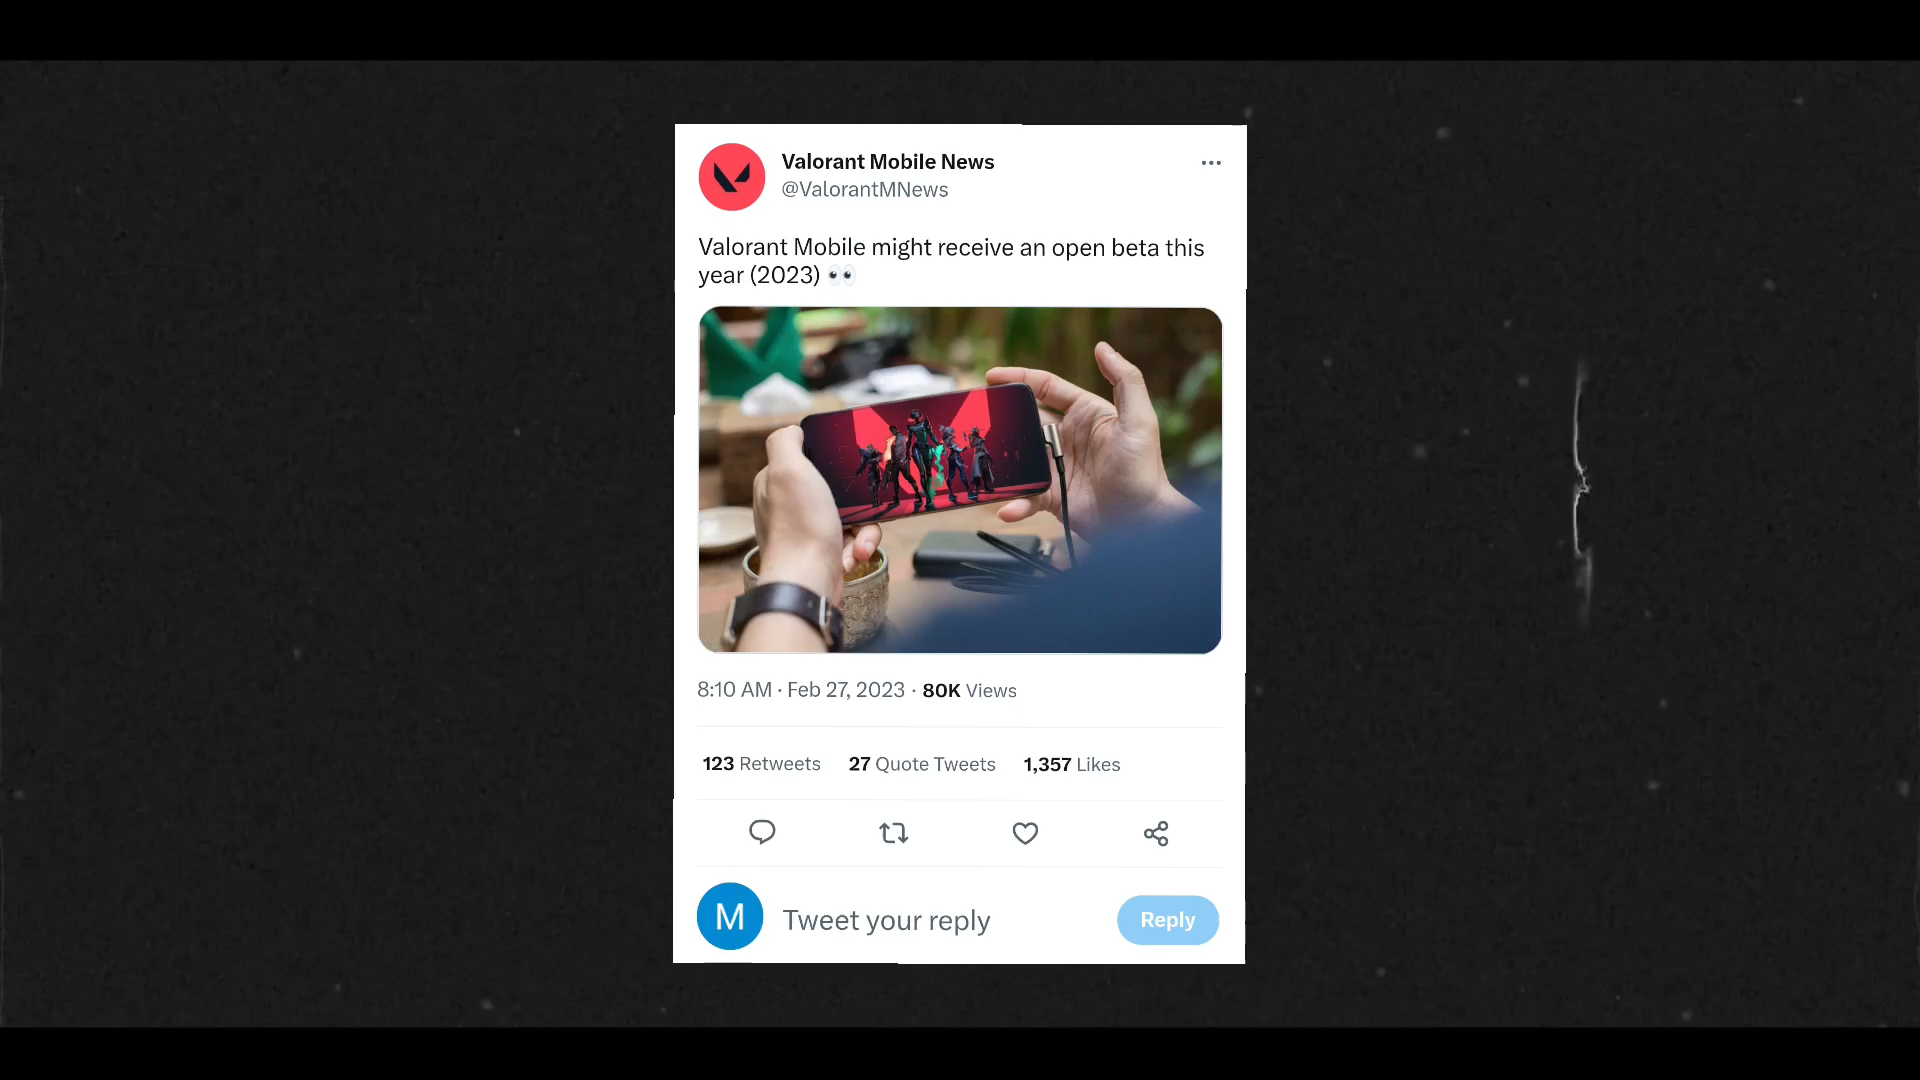 Valorant Mobile News
@ValorantMNews
Valorant Mobile might receive an open beta this
year (2023) 👀
8:10 AM · Feb 27, 2023 · 80K Views
123 Retweets 27 Quote Tweets 1,357 Likes
M Tweet your reply Reply